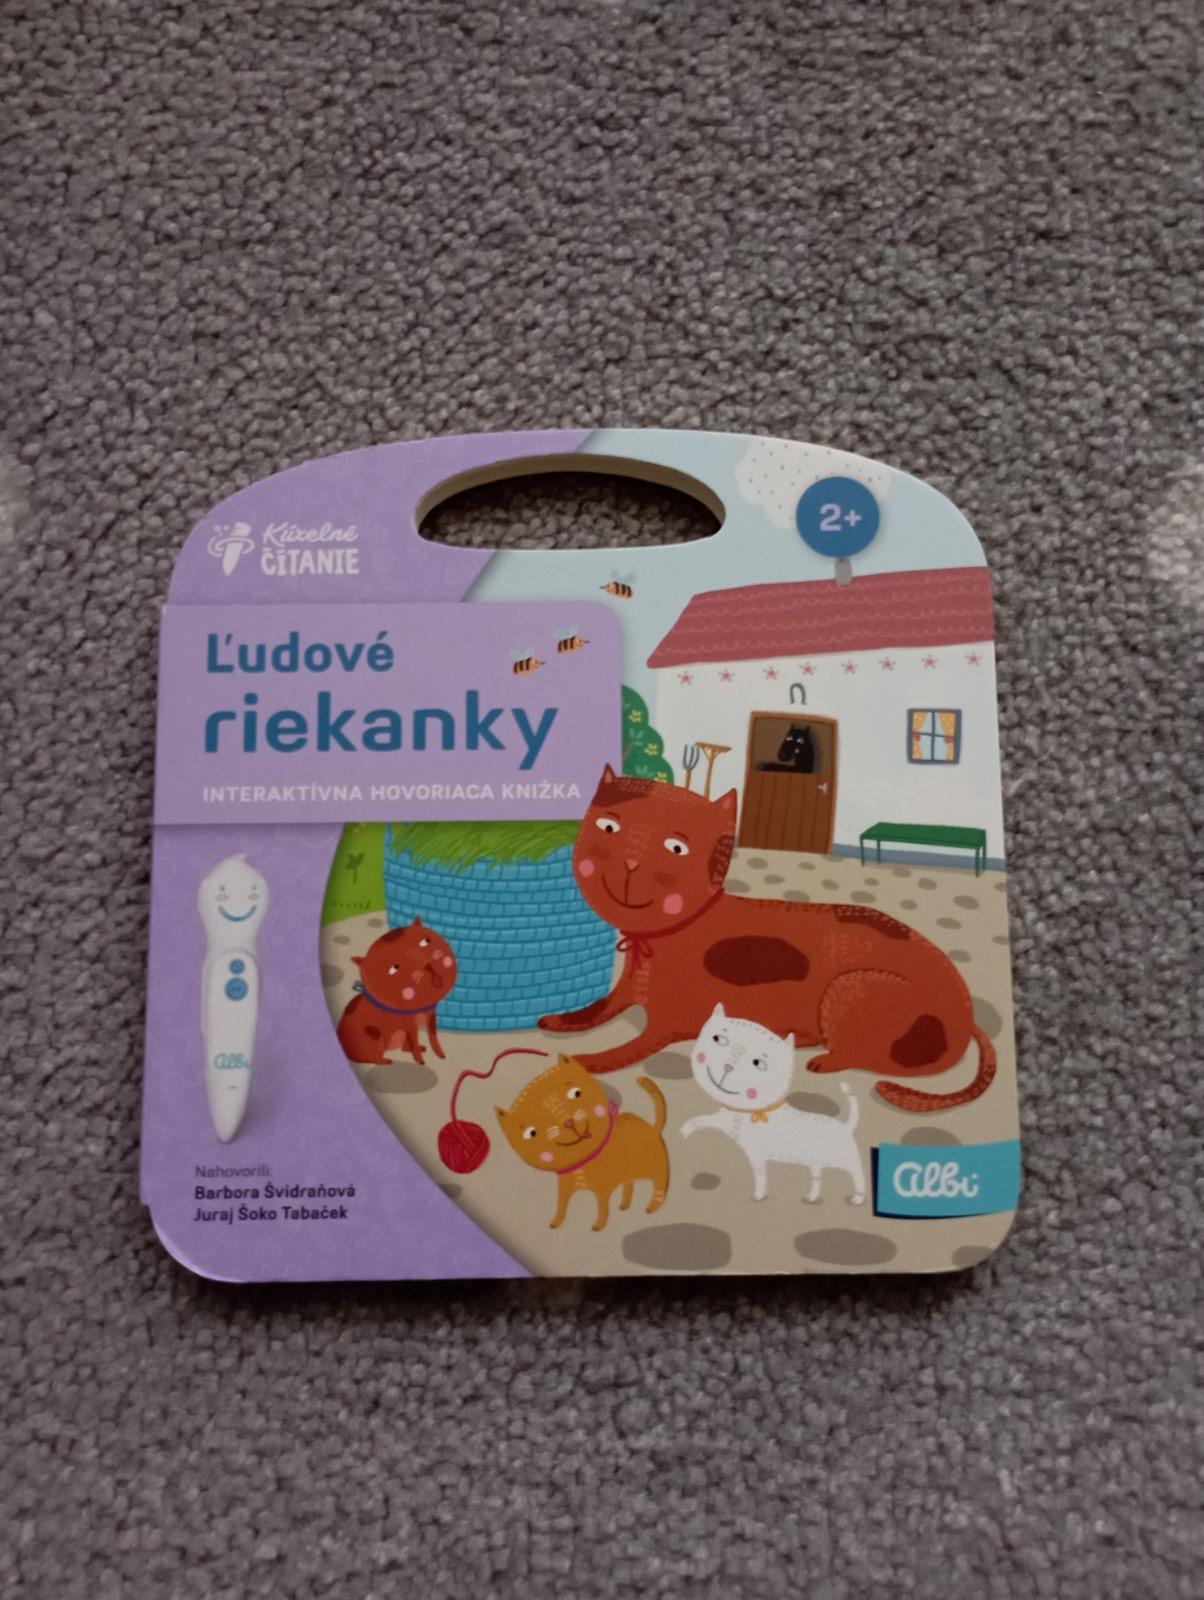 Kúzelné
ČÍTANIE
2+
Ľudové
riekanky
INTERAKTÍVNA HOVORIACA KNIŽKA
albi
Nahovorili:
Barbora Švidraňová
Juraj Šoko Tabaček
albi